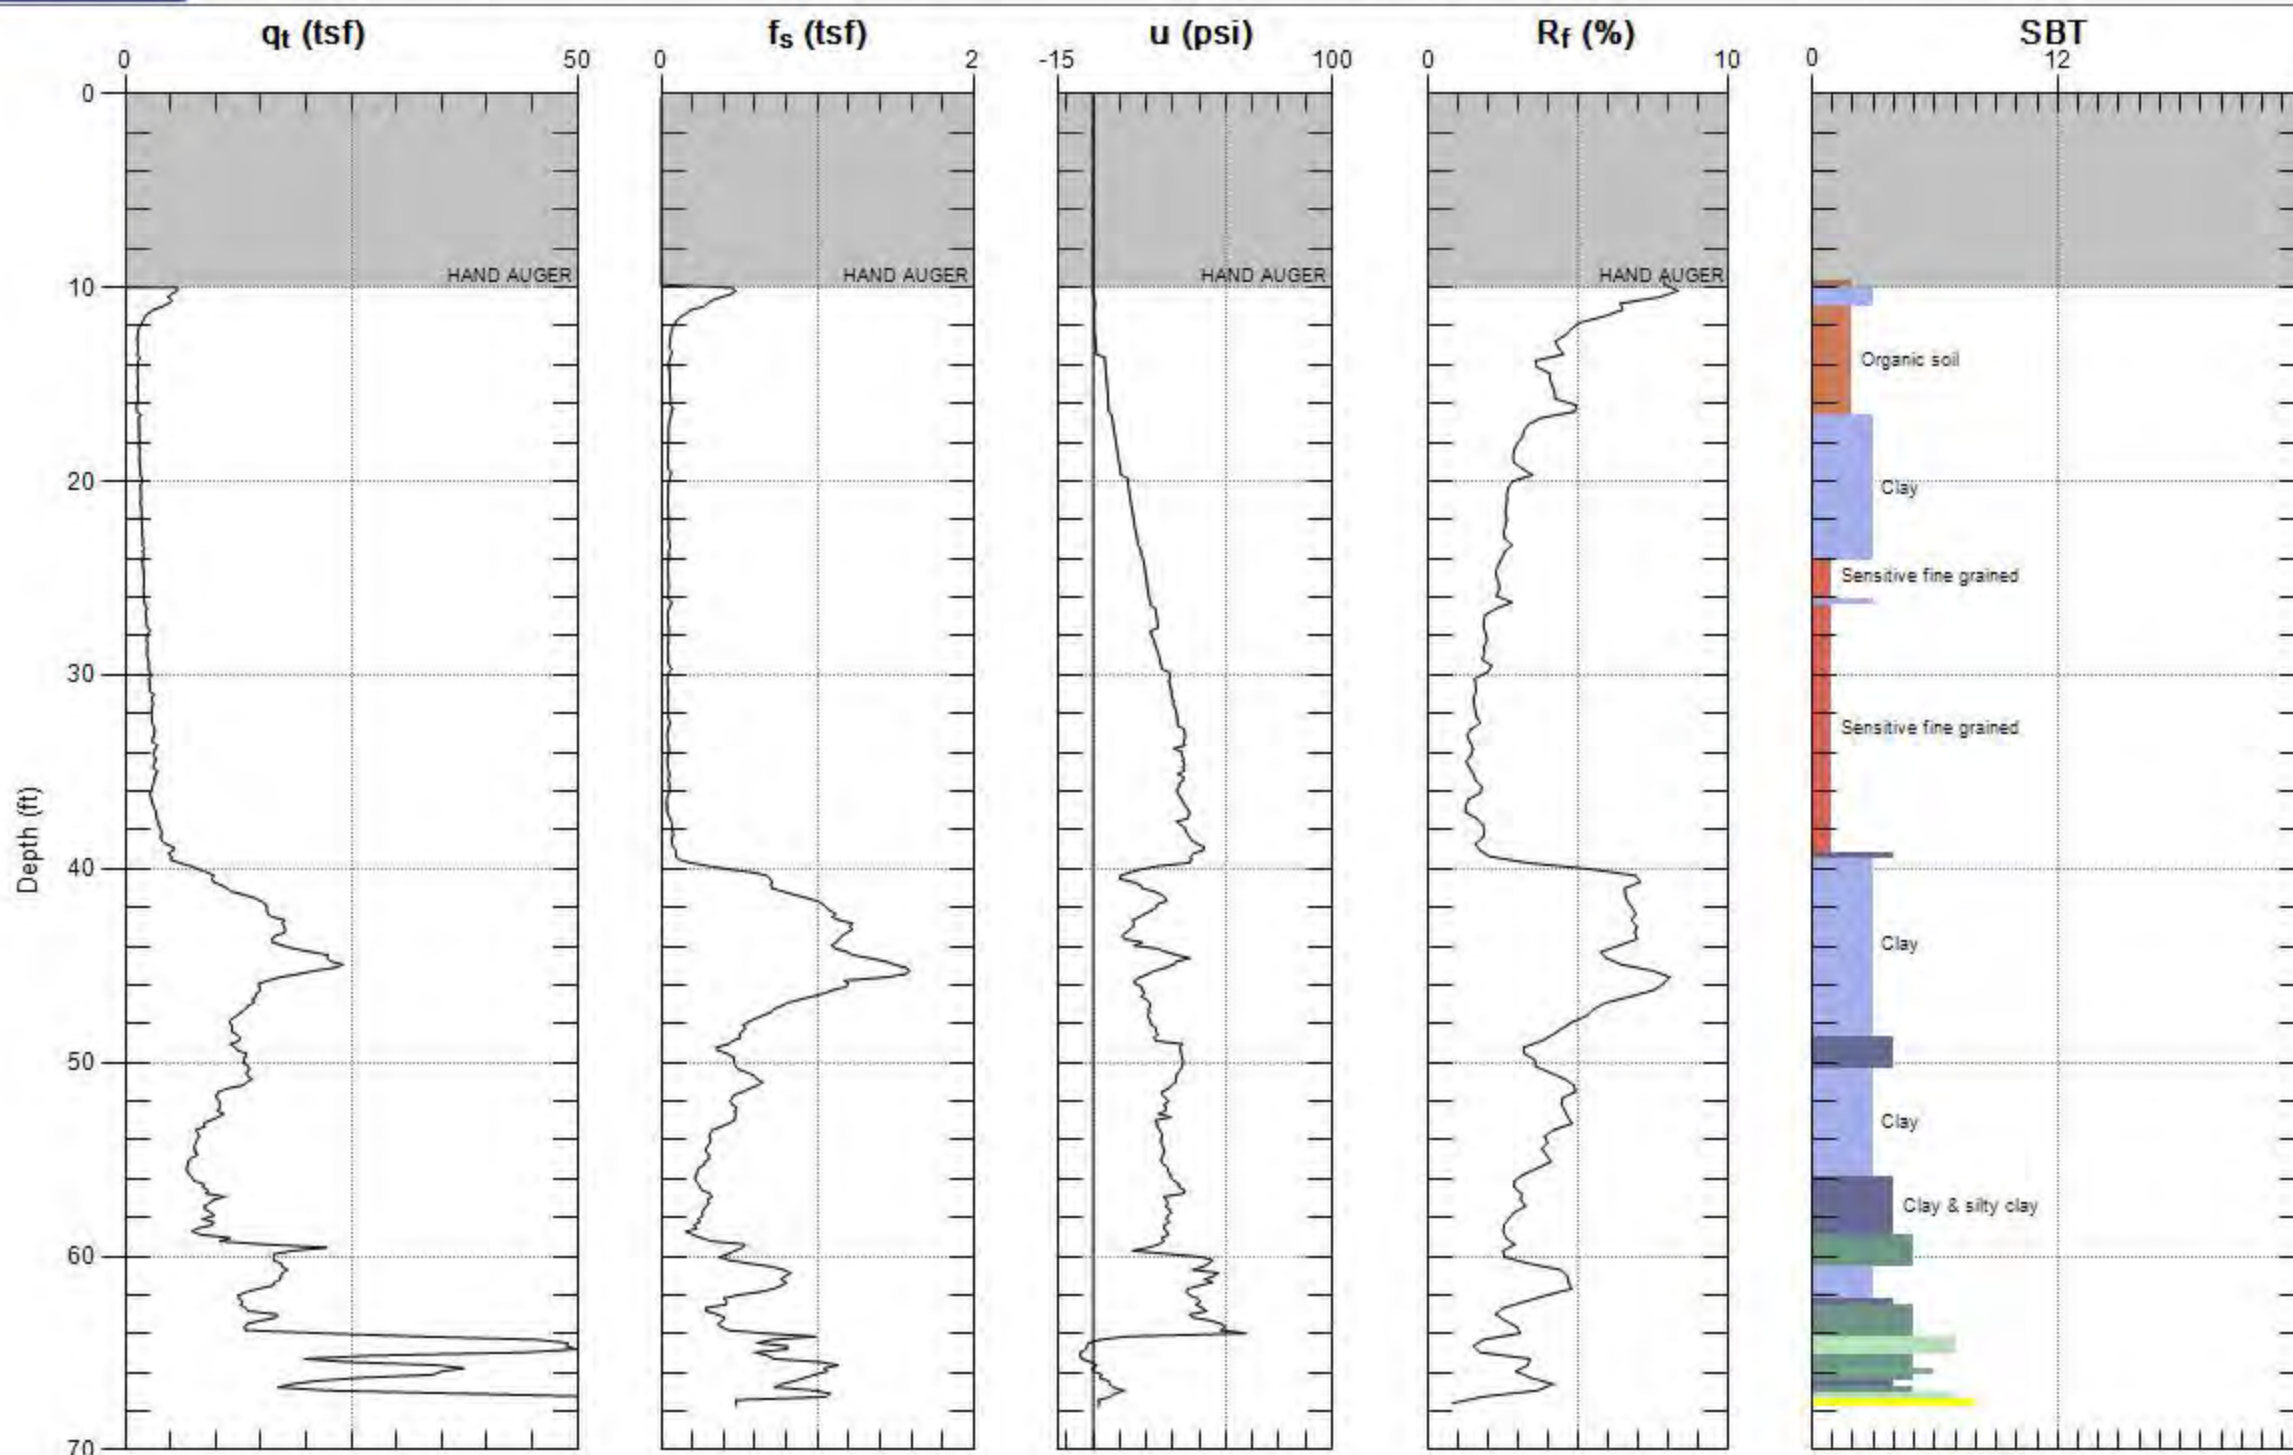 qt (tsf) fs (tsf) u (psi) Rf (%) SBT
0 50 0 2 -15 100 0 10 0 12
0
HAND AUGER HAND AUGER HAND AUGER HAND AUGER
10
Organic soil
20
Clay
Sensitive fine grained
30
Sensitive fine grained
Depth (ft)
40
Clay
50
Clay
Clay & silty clay
60
70